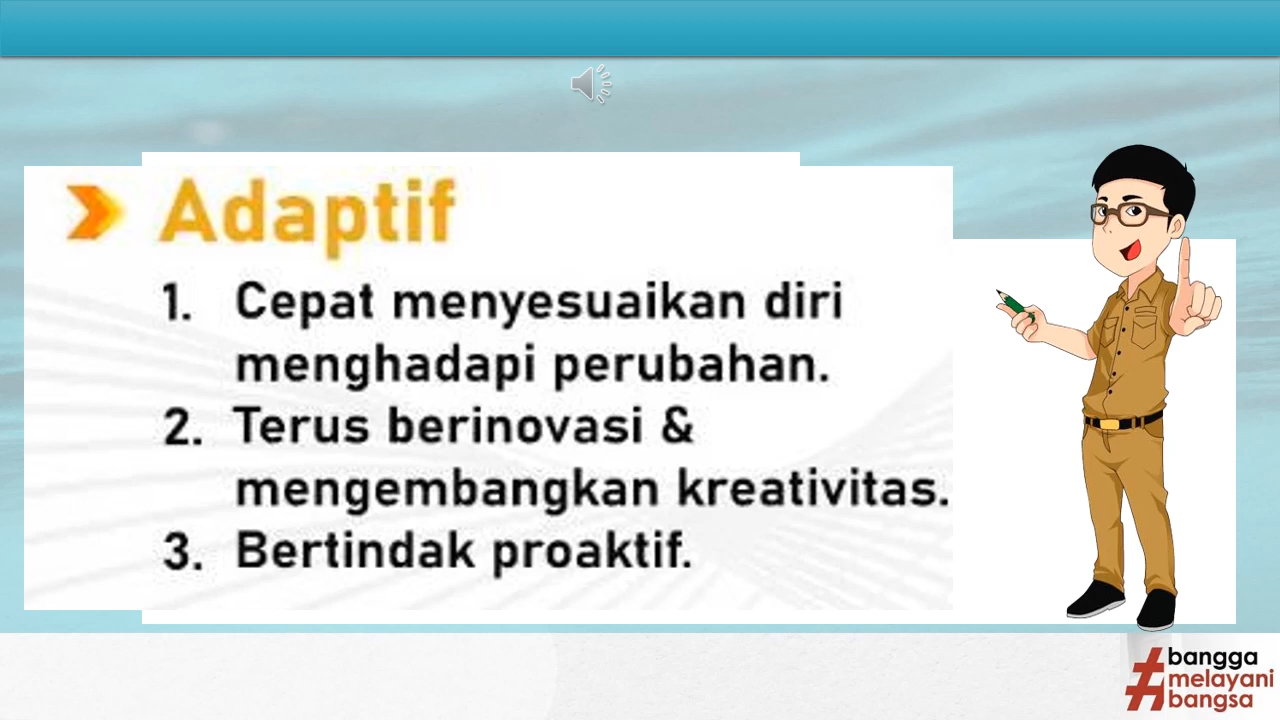 Adaptif
1. Cepat menyesuaikan diri
menghadapi perubahan.
2. Terus berinovasi &
mengembangkan kreativitas.
3. Bertindak proaktif.
#bangga
melayani
bangsa